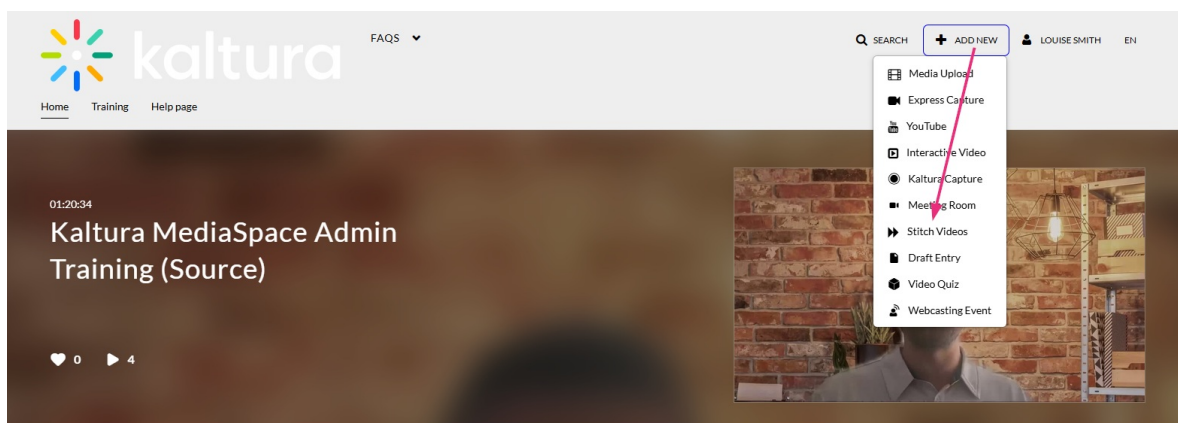 kaltura
FAQS
SEARCH
ADD NEW
LOUISE SMITH
EN
Home
Training
Help page
Media Upload
Express Capture
You Tube YouTube
Interactive Video
Kaltura Capture
Meeting Room
Stitch Videos
Draft Entry
Video Quiz
Webcasting Event
01:20:34
Kaltura MediaSpace Admin
Training (Source)
0
4